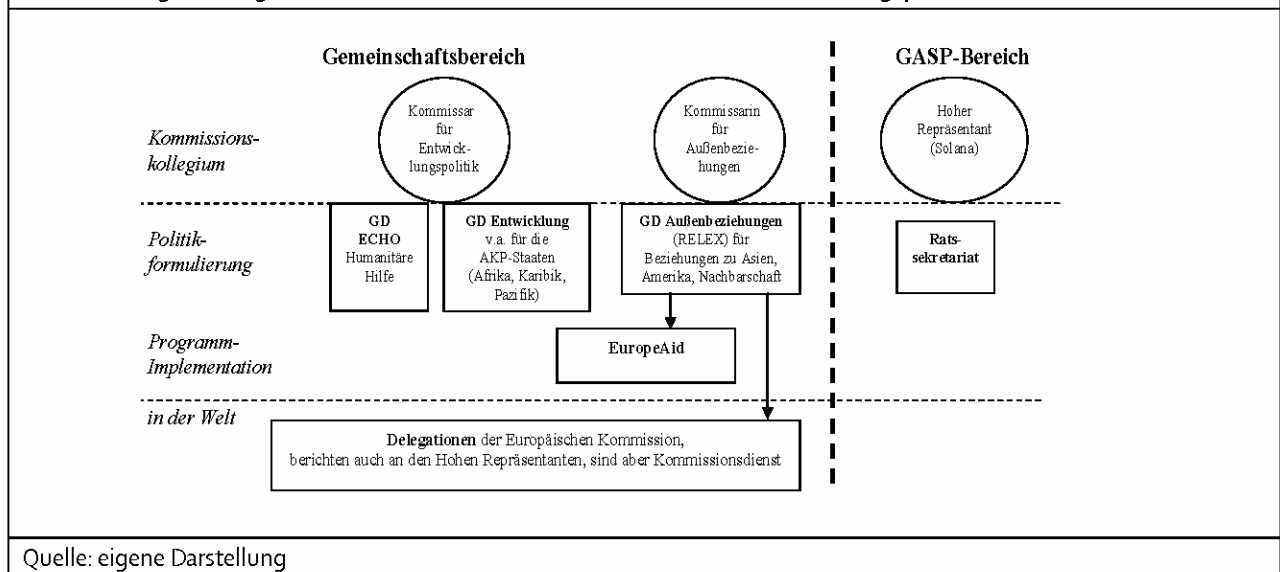 Gemeinschaftsbereich
GASP-Bereich
Kommissions-
kollegium
Kommissar
für
Entwick-
lungspolitik
Kommissarin
für
Außenbezie-
hungen
Hoher
Repräsentant
(Solana)
Politik-
formulierung
GD
ECHO
Humanitäre
Hilfe
GD Entwicklung
v.a. für die
AKP-Staaten
(Afrika, Karibik,
Pazifik)
GD Außenbeziehungen
(RELEX) für
Beziehungen zu Asien,
Amerika, Nachbarschaft
Rats-
sekretariat
Programm-
Implementation
EuropeAid
in der Welt
Delegationen der Europäischen Kommission,
berichten auch an den Hohen Repräsentanten, sind aber Kommissionsdienst
Quelle: eigene Darstellung